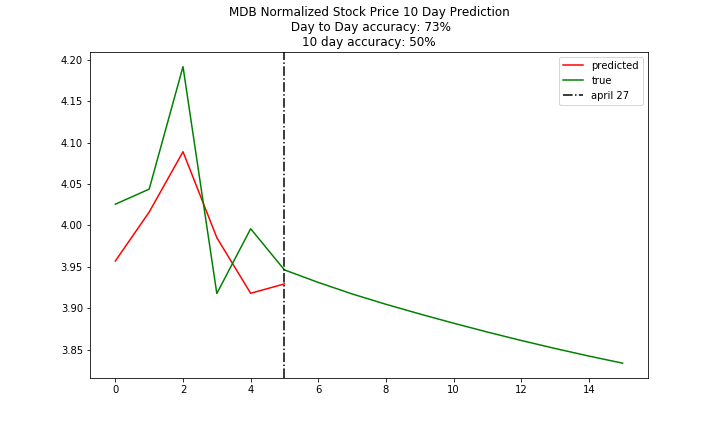 MDB Normalized Stock Price 10 Day Prediction
Day to Day accuracy: 73%
10 day accuracy: 50%
predicted
true
april 27
4.20
4.15
4.10
4.05
4.00
3.95
3.90
3.85
0 2 4 6 8 10 12 14